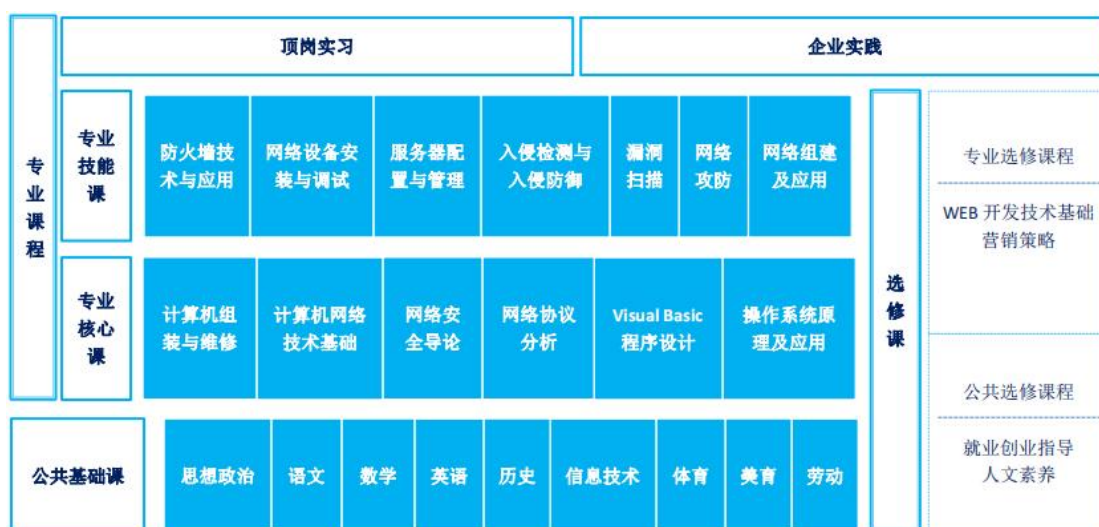 顶岗实习
企业实践
专
业
课
程
专业
技能
课
防火墙技
术与应用
网络设备安
装与调试
服务器配
置与管理
入侵检测与
入侵防御
漏洞
扫描
网络
攻防
网络组建
及应用
专业
核心
课
计算机组
装与维修
计算机网络
技术基础
网络安
全导论
网络协议
分析
Visual Basic
程序设计
操作系统原
理及应用
公共基础课
思想政治
语文
数学
英语
历史
信息技术
体育
美育
劳动
选
修
课
专业选修课程
WEB 开发技术基础
营销策略
公共选修课程
就业创业指导
人文素养